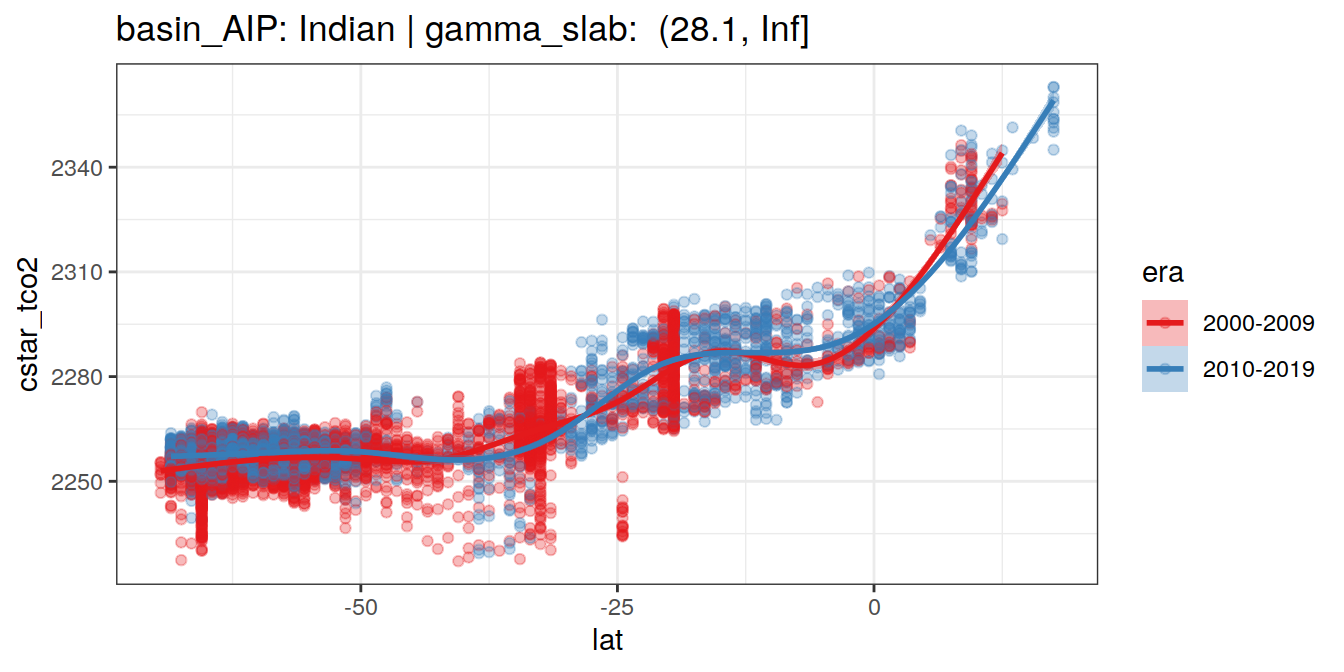 basin_AIP: Indian | gamma_slab:  (28.1, Inf]
cstar_tco2
2340
2310
2280
2250
-50
-25
0
lat
era
2000-2009
2010-2019